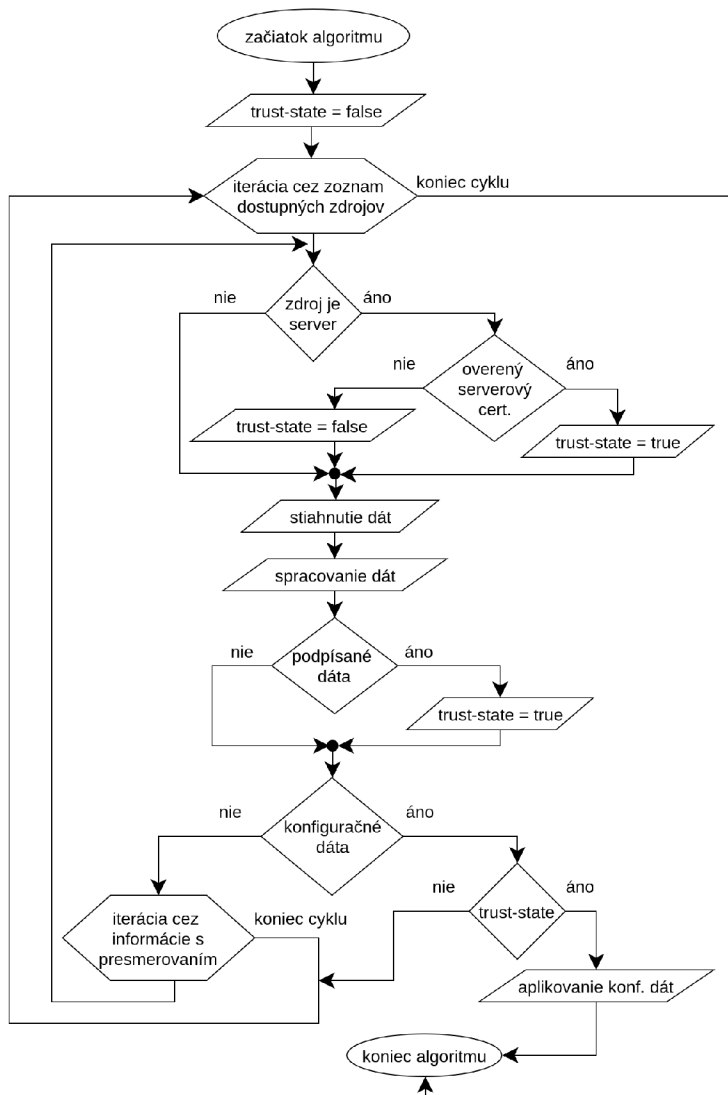 začiatok algoritmu
trust-state = false
iterácia cez zoznam
dostupných zdrojov
koniec cyklu
nie
zdroj je
server
áno
nie
overený
serverový
cert.
áno
trust-state = false
trust-state = true
stiahnutie dát
spracovanie dát
nie
podpísané
dáta
áno
trust-state = true
nie
konfiguračné
dáta
áno
nie
trust-state
áno
iterácia cez
informácie s
presmerovaním
koniec cyklu
aplikovanie konf. dát
koniec algoritmu